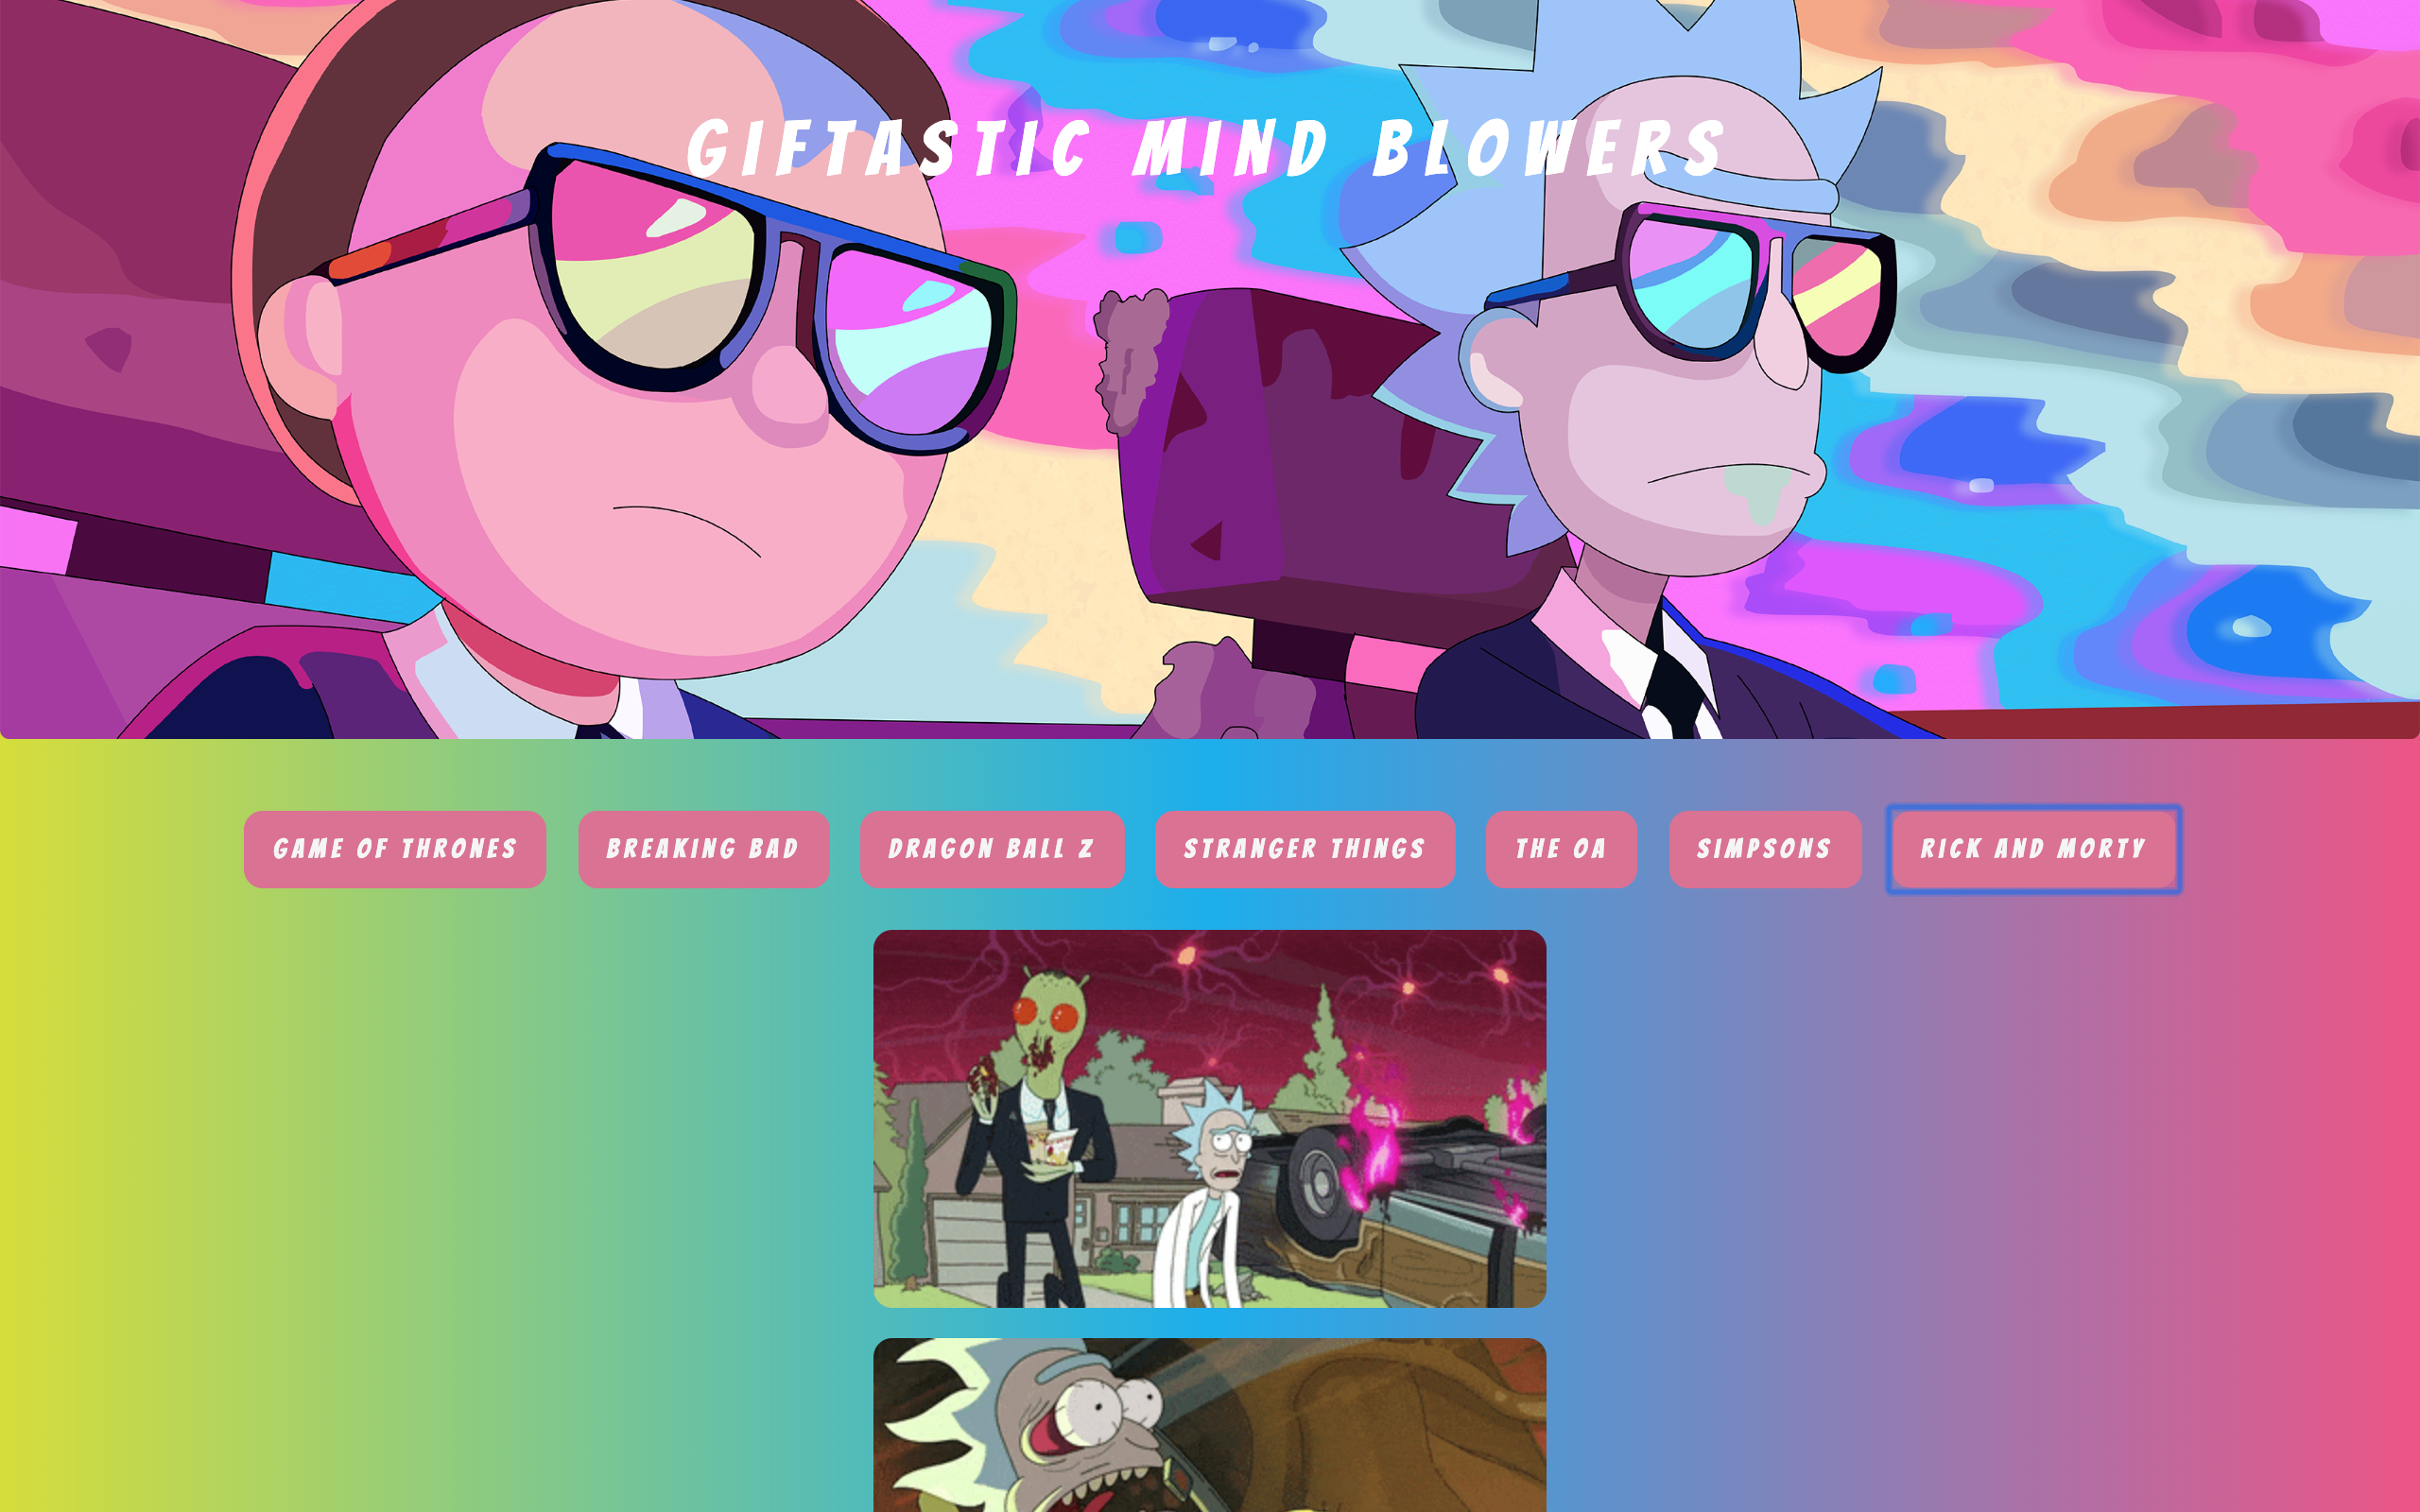 GIFTASTIC MIND BLOWERS
GAME OF THRONES
BREAKING BAD
DRAGON BALL Z
STRANGER THINGS
THE OA
SIMPSONS
RICK AND MORTY